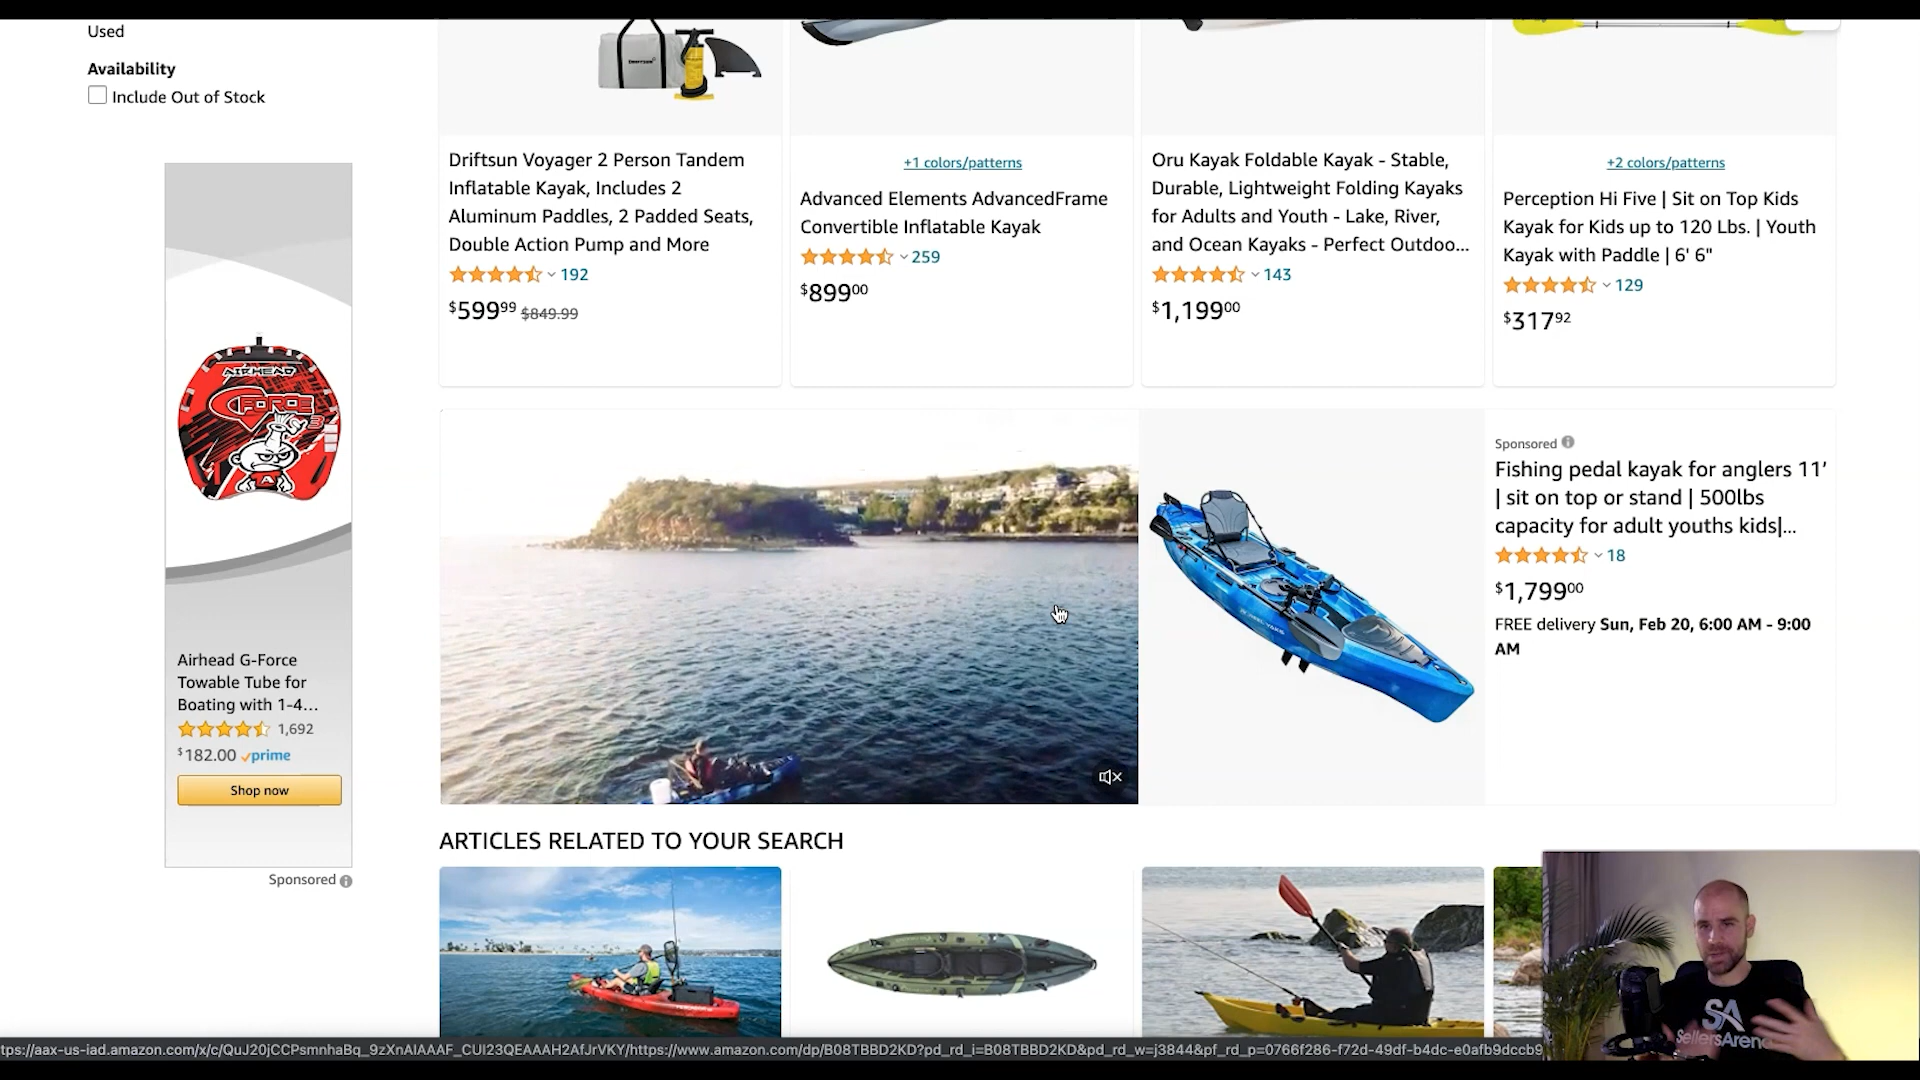 Used
Availability
Include Out of Stock
DRIFTSUN
Driftsun Voyager 2 Person Tandem
Inflatable Kayak, Includes 2
Aluminum Paddles, 2 Padded Seats,
Double Action Pump and More
192
$599.99 $849.99
+1 colors/patterns
Advanced Elements AdvancedFrame
Convertible Inflatable Kayak
259
$899.00
Oru Kayak Foldable Kayak - Stable,
Durable, Lightweight Folding Kayaks
for Adults and Youth - Lake, River,
and Ocean Kayaks - Perfect Outdoo...
143
$1,199.00
+2 colors/patterns
Perception Hi Five | Sit on Top Kids
Kayak for Kids up to 120 Lbs. | Youth
Kayak with Paddle | 6' 6"
129
$317.92
AIRHEAD
G FORCE
3
A
Airhead G-Force
Towable Tube for
Boating with 1-4...
1,692
$182.00 prime
Shop now
Sponsored
Sponsored
Fishing pedal kayak for anglers 11’
| sit on top or stand | 500lbs
capacity for adult youths kids|...
18
$1,799.00
FREE delivery Sun, Feb 20, 6:00 AM - 9:00
AM
ARTICLES RELATED TO YOUR SEARCH
SA
SellersArena
tps://aax-us-iad.amazon.com/x/c/QuJ20jCCPsmnhaBq_9zXnAIAAAF_CUI23QEAAAH2AfJrVKY/https://www.amazon.com/dp/B08TBBD2KD?pd_rd_i=B08TBBD2KD&pd_rd_w=j3844&pf_rd_p=0766f286-f72d-49df-b4dc-e0afb9dccb9